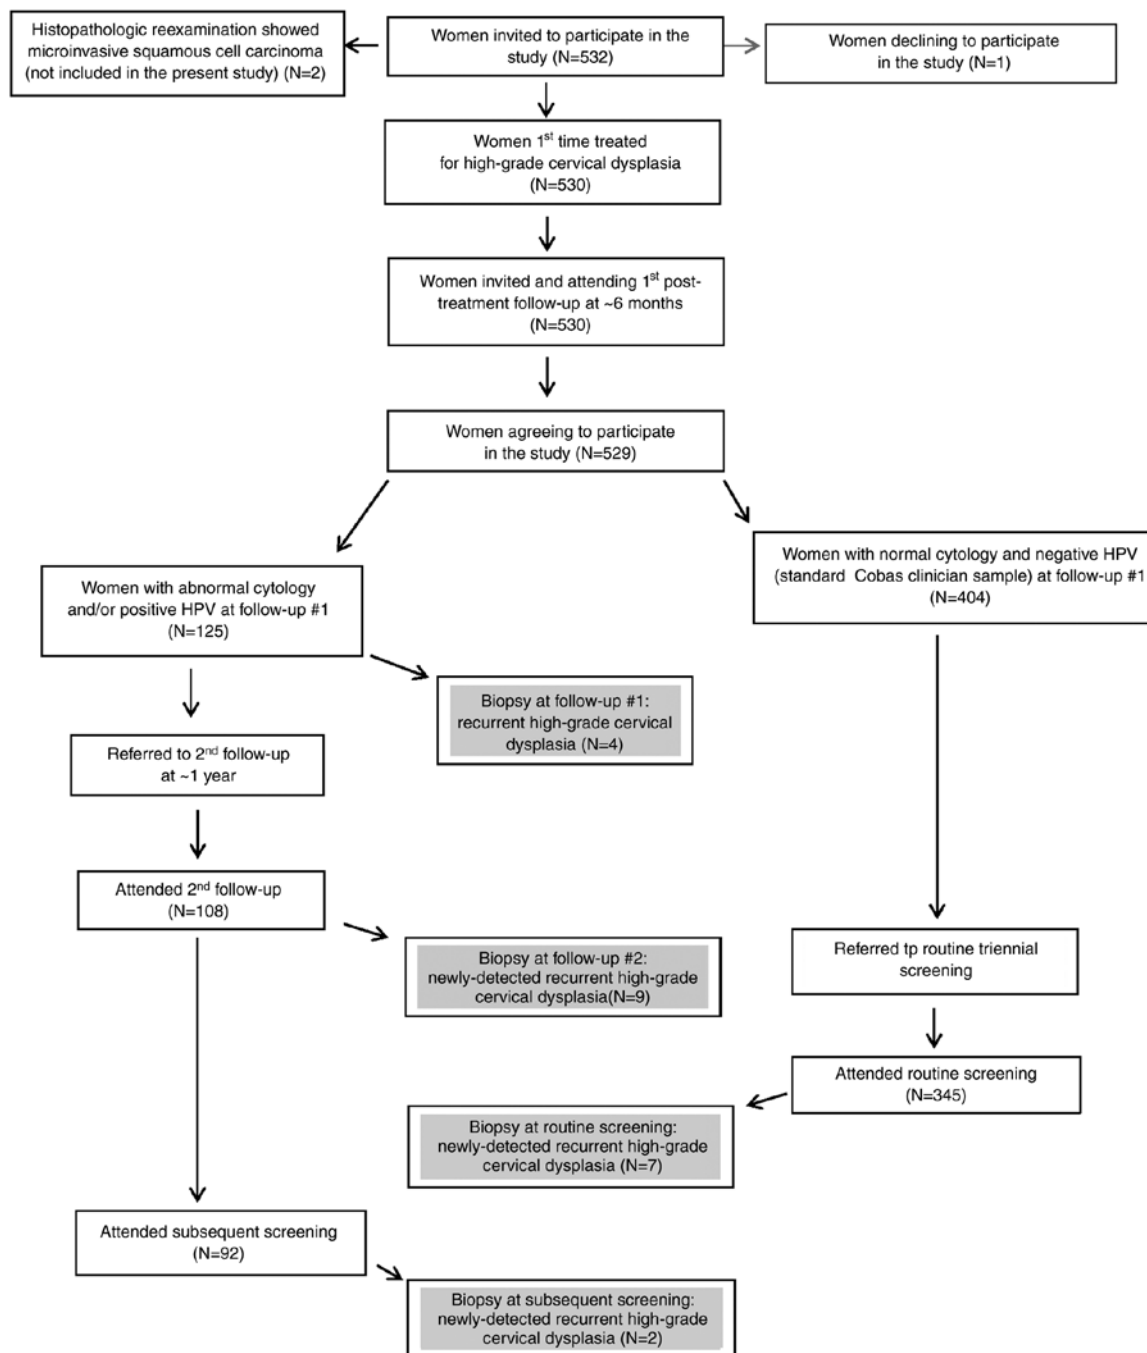 Histopathologic reexamination showed
microinvasive squamous cell carcinoma
(not included in the present study) (N=2)
Women invited to participate in the
study (N=532)
Women declining to participate
in the study (N=1)
Women 1st time treated
for high-grade cervical dysplasia
(N=530)
Women invited and attending 1st post-
treatment follow-up at ~6 months
(N=530)
Women agreeing to participate
in the study (N=529)
Women with abnormal cytology
and/or positive HPV at follow-up #1
(N=125)
Women with normal cytology and negative HPV
(standard Cobas clinician sample) at follow-up #1
(N=404)
Biopsy at follow-up #1:
recurrent high-grade cervical
dysplasia (N=4)
Referred to 2nd follow-up
at ~1 year
Attended 2nd follow-up
(N=108)
Biopsy at follow-up #2:
newly-detected recurrent high-grade
cervical dysplasia(N=9)
Referred tp routine triennial
screening
Attended routine screening
(N=345)
Biopsy at routine screening:
newly-detected recurrent high-grade
cervical dysplasia (N=7)
Attended subsequent screening
(N=92)
Biopsy at subsequent screening:
newly-detected recurrent high-grade
cervical dysplasia (N=2)